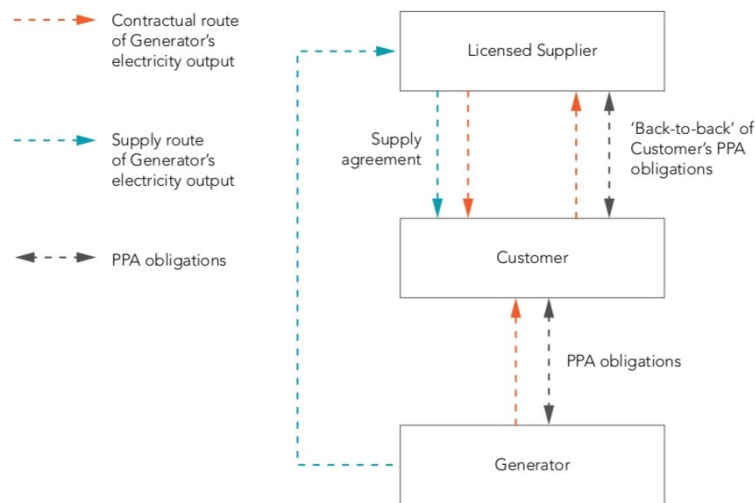 Contractual route
of Generator’s
electricity output
Supply route
of Generator’s
electricity output
PPA obligations
Licensed Supplier
Supply
agreement
‘Back-to-back’ of
Customer’s PPA
obligations
Customer
PPA obligations
Generator